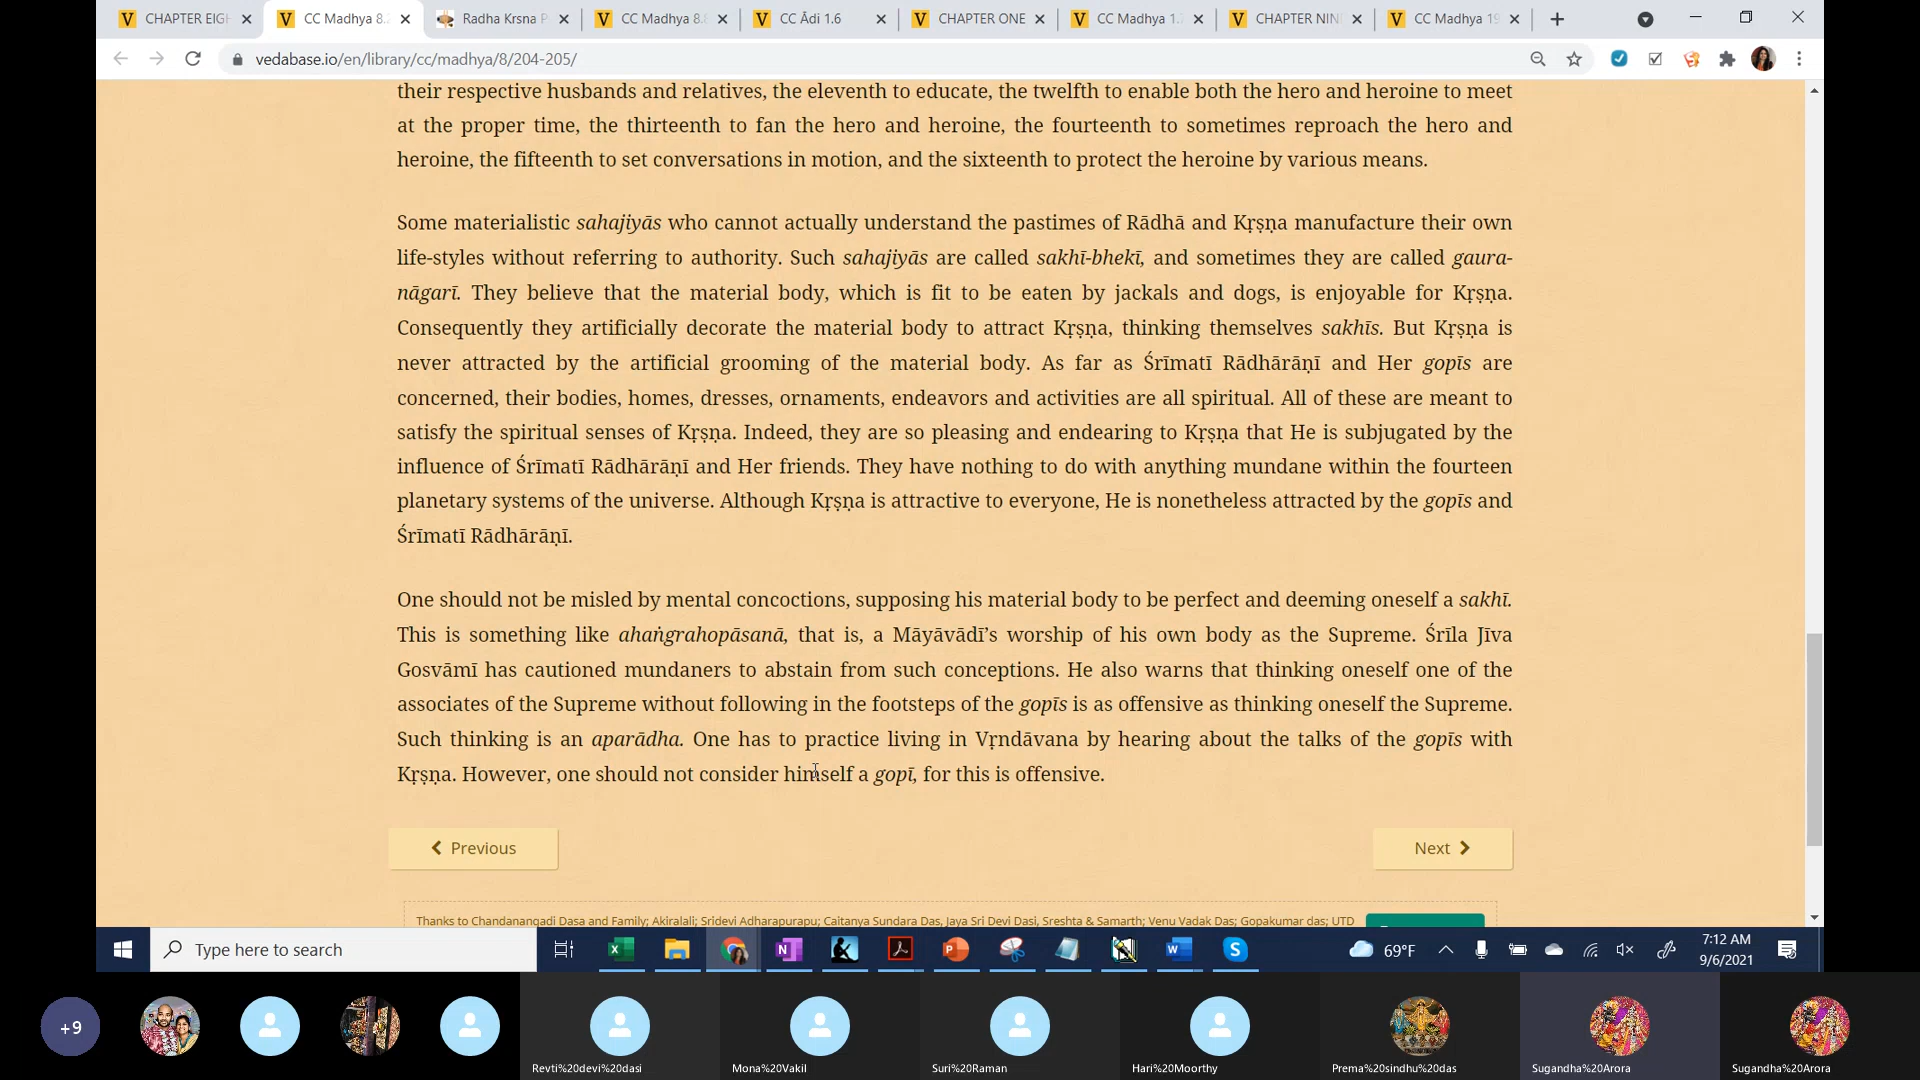 CHAPTER EIGH
CC Madhya 8.2
Radha Krsna P
CC Madhya 8.8
CC Ādi 1.6
CHAPTER ONE
CC Madhya 1.7
CHAPTER NINE
CC Madhya 19
vedabase.io/en/library/cc/madhya/8/204-205/
their respective husbands and relatives, the eleventh to educate, the twelfth to enable both the hero and heroine to meet
at the proper time, the thirteenth to fan the hero and heroine, the fourteenth to sometimes reproach the hero and
heroine, the fifteenth to set conversations in motion, and the sixteenth to protect the heroine by various means.
Some materialistic sahajiyās who cannot actually understand the pastimes of Rādhā and Kṛṣṇa manufacture their own
life-styles without referring to authority. Such sahajiyās are called sakhī-bhekī, and sometimes they are called gaura-
nāgarī. They believe that the material body, which is fit to be eaten by jackals and dogs, is enjoyable for Kṛṣṇa.
Consequently they artificially decorate the material body to attract Kṛṣṇa, thinking themselves sakhīs. But Kṛṣṇa is
never attracted by the artificial grooming of the material body. As far as Śrīmatī Rādhārāṇī and Her gopīs are
concerned, their bodies, homes, dresses, ornaments, endeavors and activities are all spiritual. All of these are meant to
satisfy the spiritual senses of Kṛṣṇa. Indeed, they are so pleasing and endearing to Kṛṣṇa that He is subjugated by the
influence of Śrīmatī Rādhārāṇī and Her friends. They have nothing to do with anything mundane within the fourteen
planetary systems of the universe. Although Kṛṣṇa is attractive to everyone, He is nonetheless attracted by the gopīs and
Śrīmatī Rādhārāṇī.
One should not be misled by mental concoctions, supposing his material body to be perfect and deeming oneself a sakhī.
This is something like ahaṅgrahopāsanā, that is, a Māyāvādī's worship of his own body as the Supreme. Śrīla Jīva
Gosvāmī has cautioned mundaners to abstain from such conceptions. He also warns that thinking oneself one of the
associates of the Supreme without following in the footsteps of the gopīs is as offensive as thinking oneself the Supreme.
Such thinking is an aparādha. One has to practice living in Vṛndāvana by hearing about the talks of the gopīs with
Kṛṣṇa. However, one should not consider himself a gopī, for this is offensive.
Previous
Next
Thanks to Chandanangadi Dasa and Family; Akiralali; Sridevi Adharapurapu; Caitanya Sundara Das, Jaya Sri Devi Dasi, Sreshta & Samarth; Venu Vadak Das; Gopakumar das; UTD
Type here to search
69°F
7:12 AM
9/6/2021
+9
Revti%20devi%20dasi
Mona%20Vakil
Suri%20Raman
Hari%20Moorthy
Prema%20sindhu%20das
Sugandha%20Arora
Sugandha%20Arora